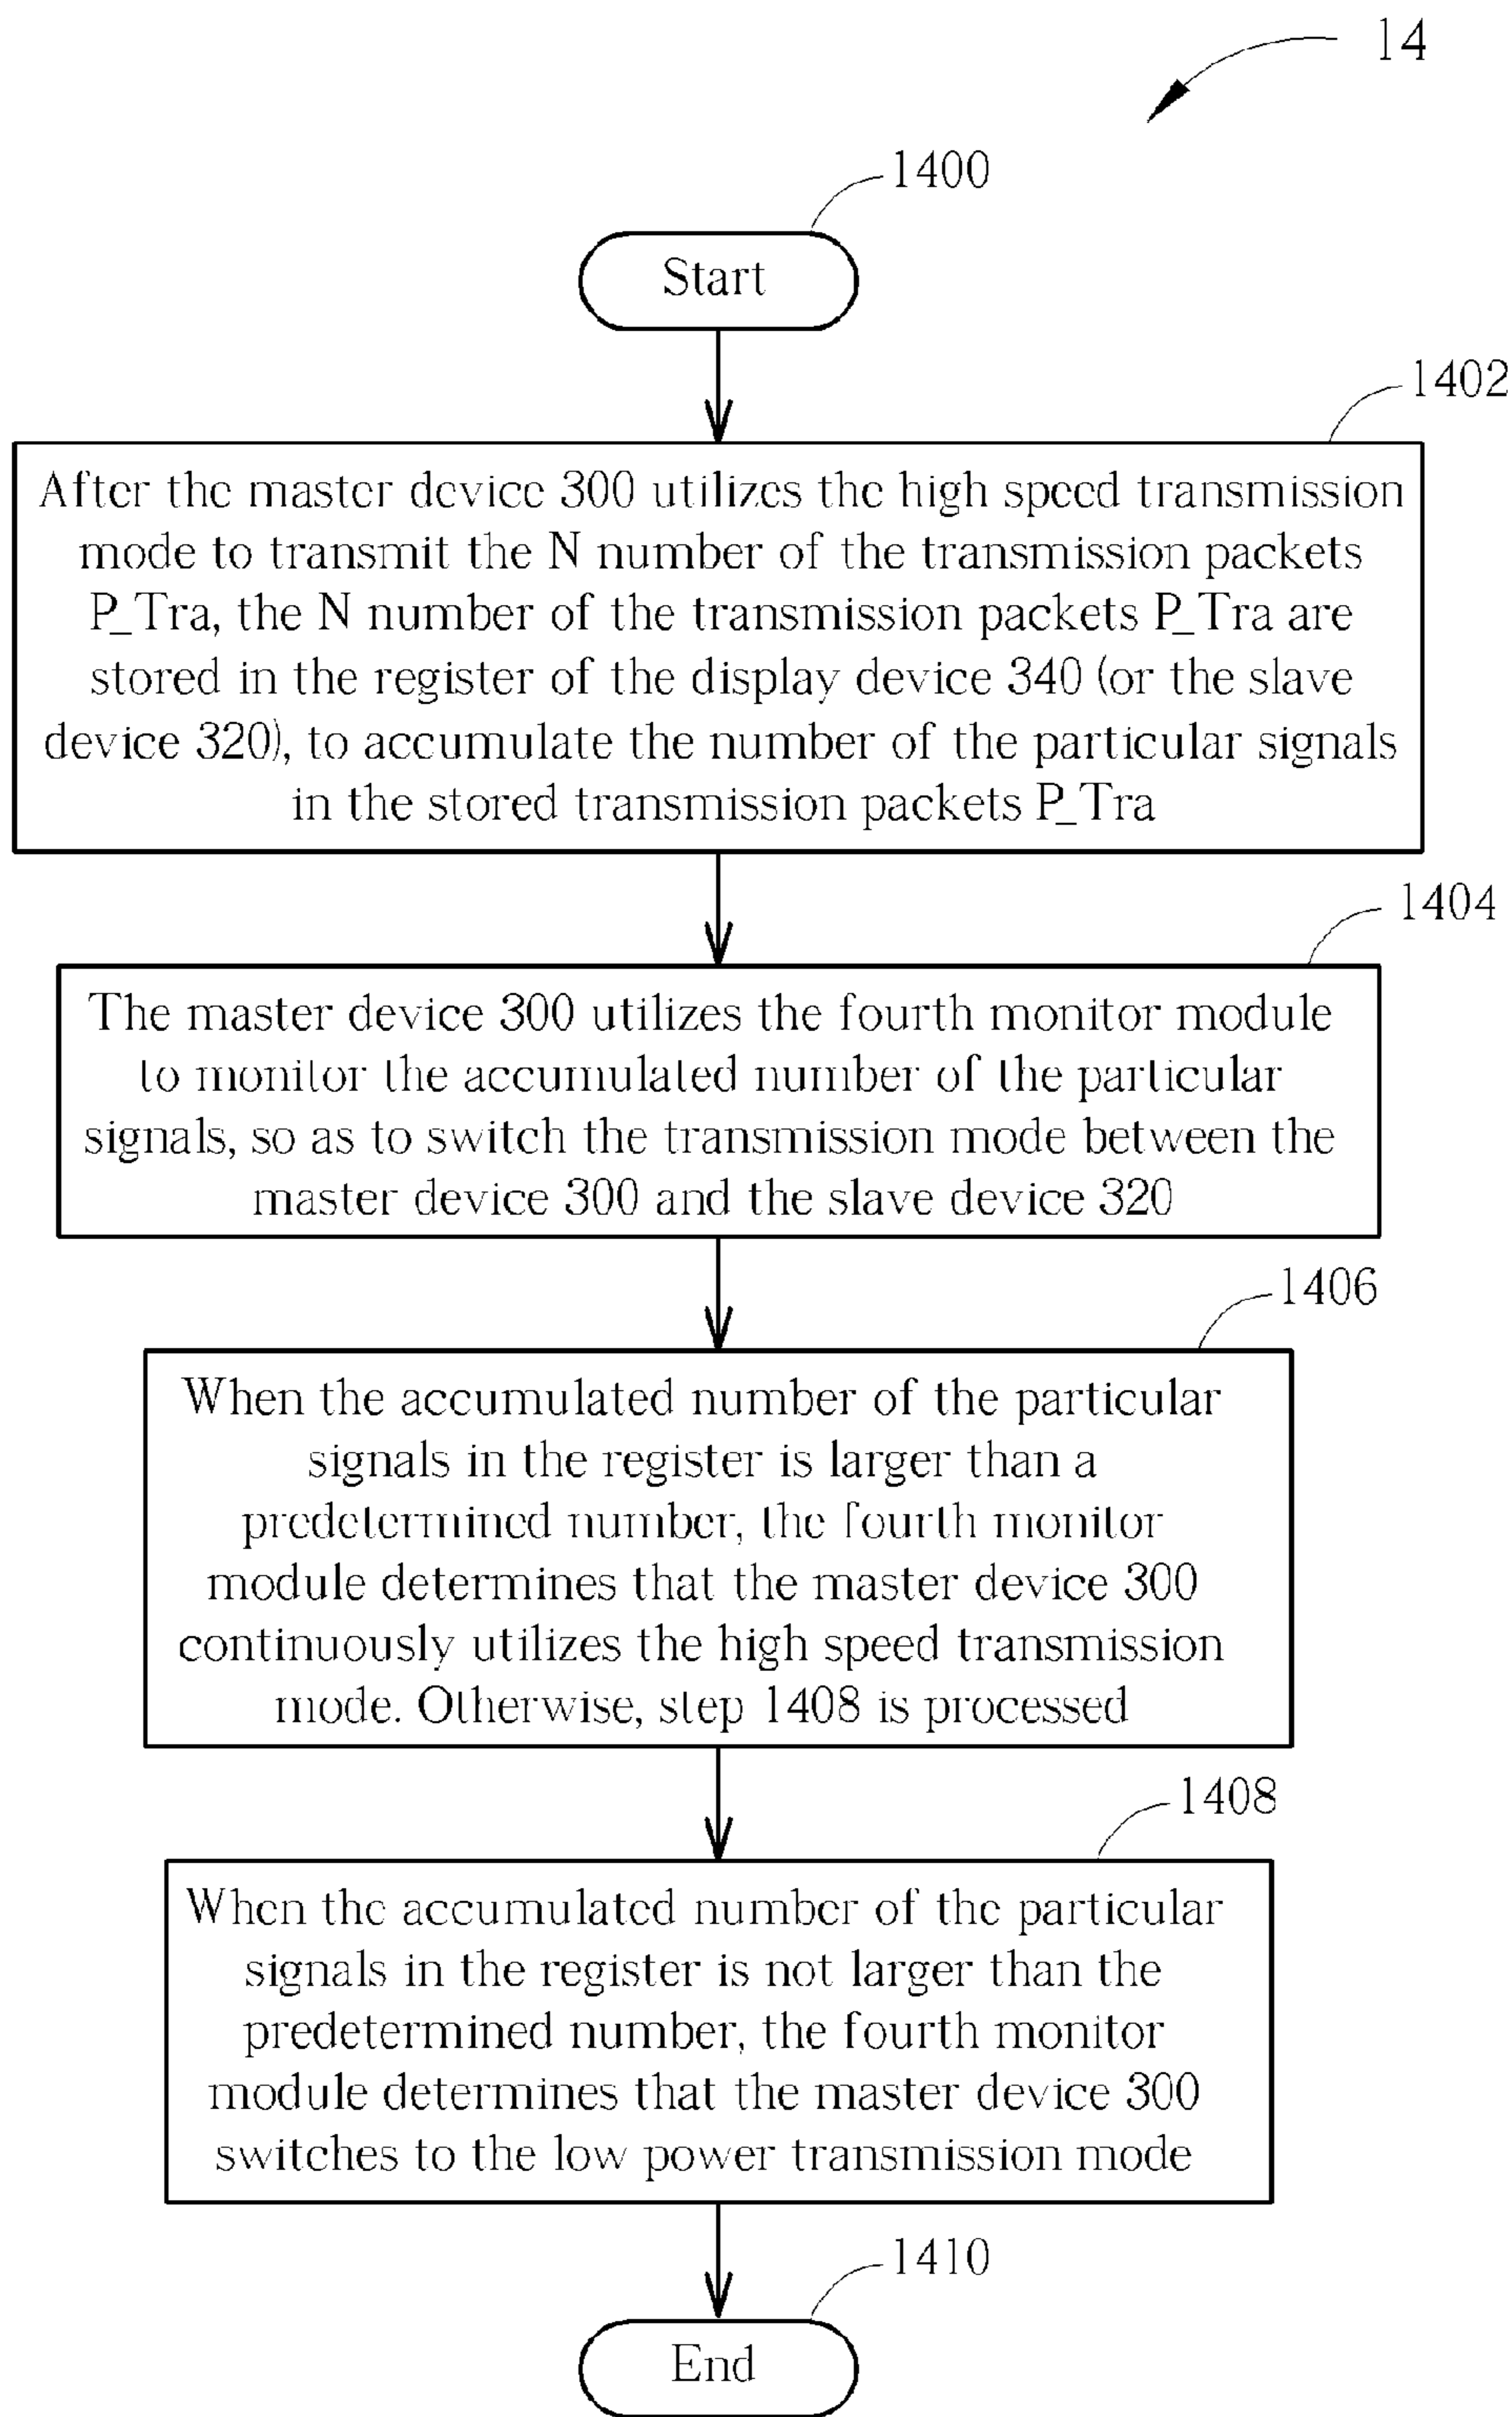 14
1400
Start
1402
After the master device 300 utilizes the high speed transmission
mode to transmit the N number of the transmission packets
P_Tra, the N number of the transmission packets P_Tra are
stored in the register of the display device 340 (or the slave
device 320), to accumulate the number of the particular signals
in the stored transmission packets P_Tra
1404
The master device 300 utilizes the fourth monitor module
to monitor the accumulated number of the particular
signals, so as to switch the transmission mode between the
master device 300 and the slave device 320
1406
When the accumulated number of the particular
signals in the register is larger than a
predetermined number, the fourth monitor
module determines that the master device 300
continuously utilizes the high speed transmission
mode. Otherwise, step 1408 is processed
1408
When the accumulated number of the particular
signals in the register is not larger than the
predetermined number, the fourth monitor
module determines that the master device 300
switches to the low power transmission mode
1410
End